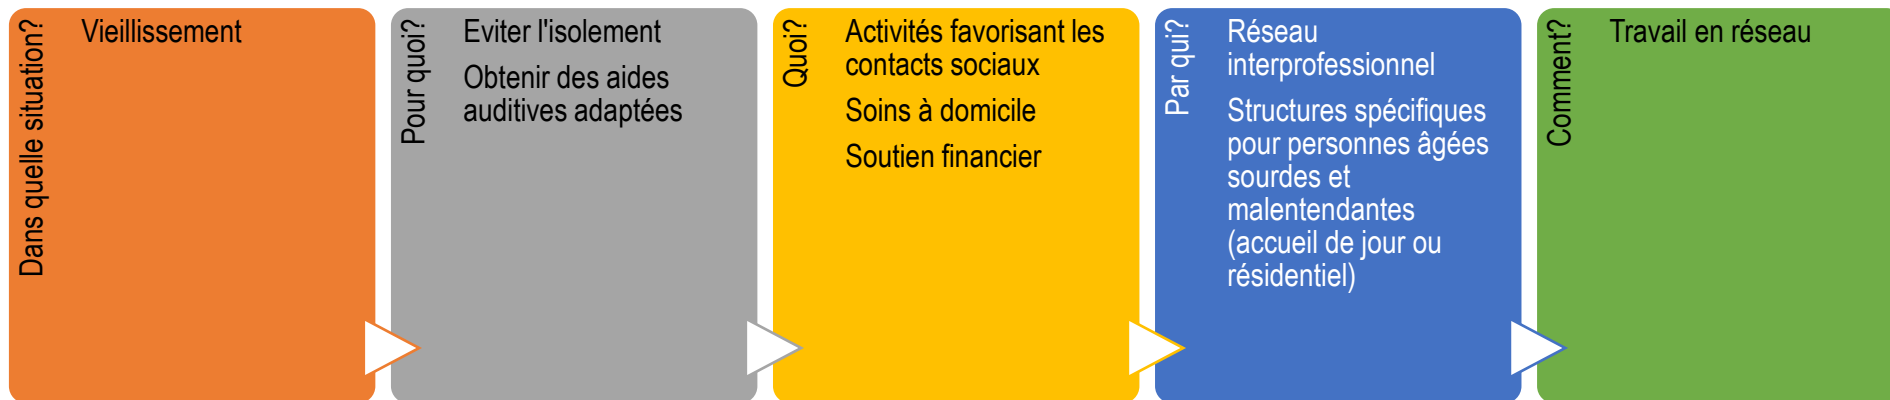 Dans quelle situation?
Vieillissement
Pour quoi?
Eviter l'isolement
Obtenir des aides
auditives adaptées
Quoi?
Activités favorisant les
contacts sociaux
Soins à domicile
Soutien financier
Par qui?
Réseau
interprofessionnel
Structures spécifiques
pour personnes âgées
sourdes et
malentendantes
(accueil de jour ou
résidentiel)
Comment?
Travail en réseau